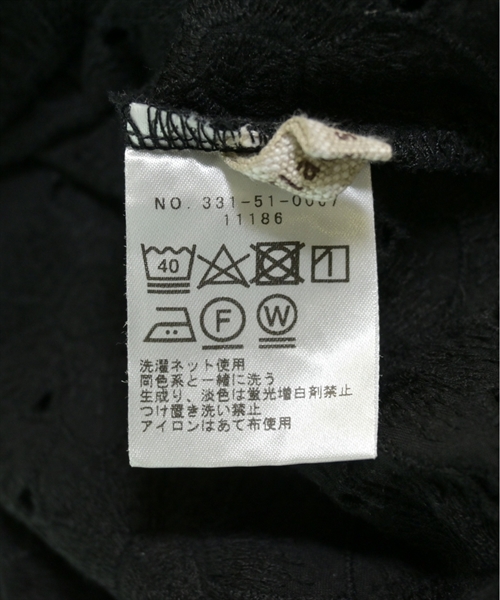 NO. 331-51-0007
11186
40
F W
洗濯ネット使用
同色系と一緒に洗う
生成り、淡色は蛍光増白剤禁止
つけ置き洗い禁止
アイロンはあて布使用